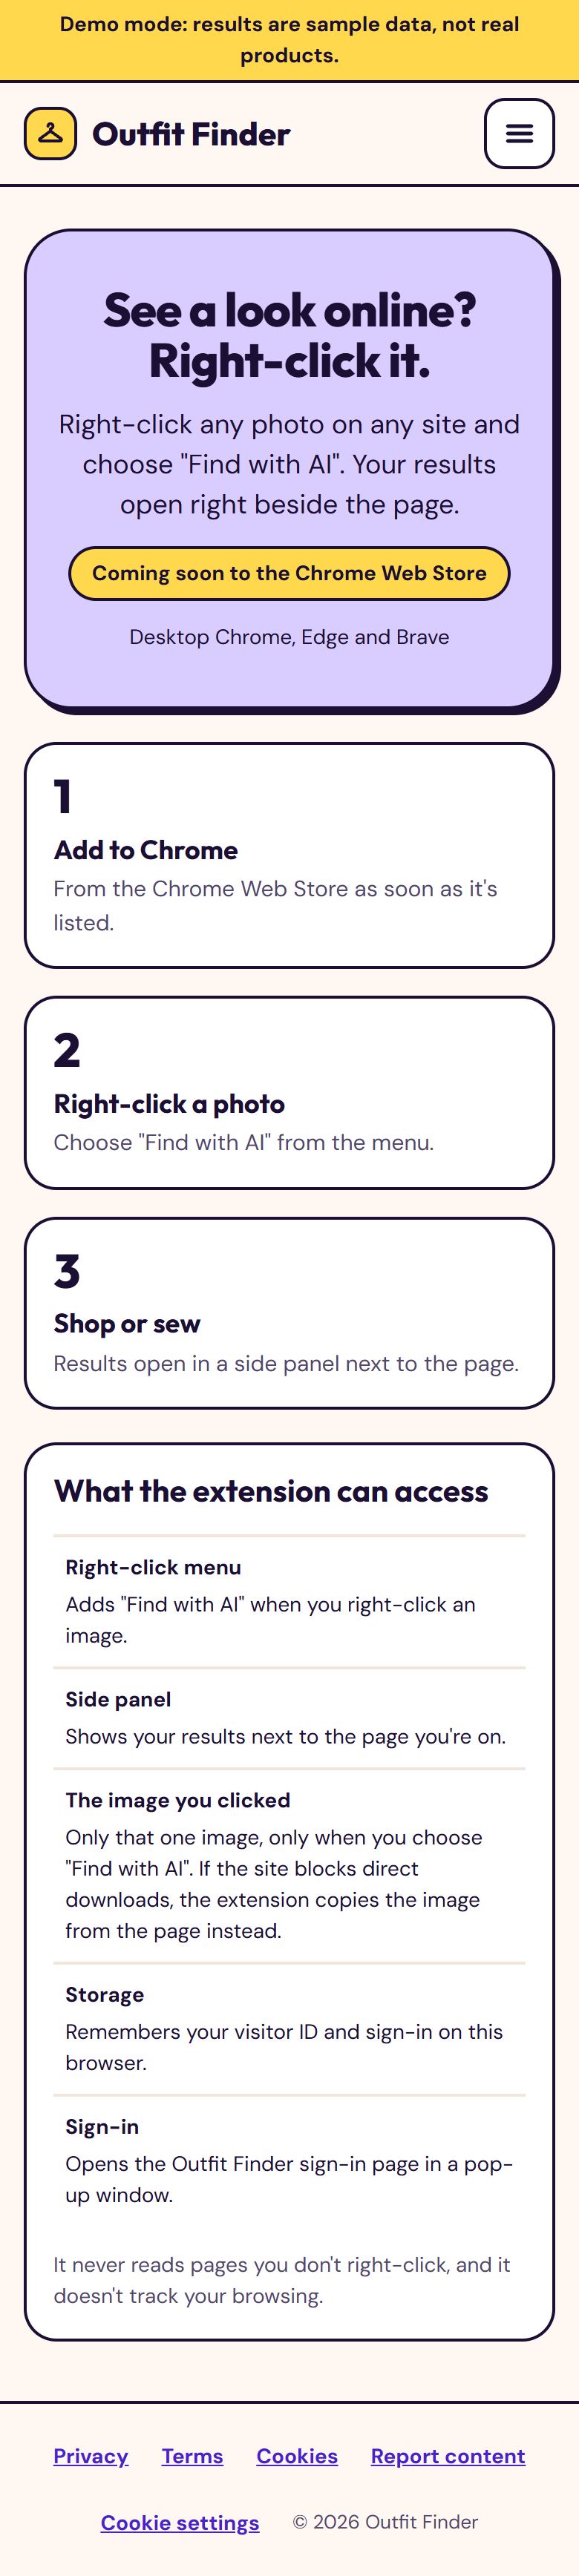 Demo mode: results are sample data, not real
products.
Outfit Finder
See a look online?
Right-click it.
Right-click any photo on any site and
choose "Find with AI". Your results
open right beside the page.
Coming soon to the Chrome Web Store
Desktop Chrome, Edge and Brave
1
Add to Chrome
From the Chrome Web Store as soon as it's
listed.
2
Right-click a photo
Choose "Find with AI" from the menu.
3
Shop or sew
Results open in a side panel next to the page.
What the extension can access
Right-click menu
Adds "Find with AI" when you right-click an
image.
Side panel
Shows your results next to the page you're on.
The image you clicked
Only that one image, only when you choose
"Find with AI". If the site blocks direct
downloads, the extension copies the image
from the page instead.
Storage
Remembers your visitor ID and sign-in on this
browser.
Sign-in
Opens the Outfit Finder sign-in page in a pop-
up window.
It never reads pages you don't right-click, and it
doesn't track your browsing.
Privacy Terms Cookies Report content
Cookie settings © 2026 Outfit Finder